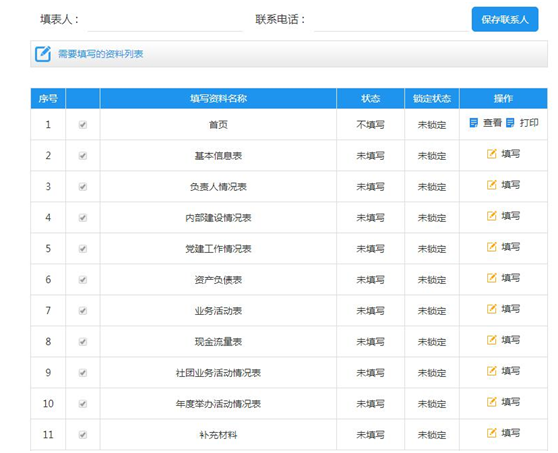 填表人： 联系电话： 保存联系人
需要填写的资料列表
序号 填写资料名称 状态 锁定状态 操作
1 首页 不填写 未锁定 查看 打印
2 基本信息表 未填写 未锁定 填写
3 负责人情况表 未填写 未锁定 填写
4 内部建设情况表 未填写 未锁定 填写
5 党建工作情况表 未填写 未锁定 填写
6 资产负债表 未填写 未锁定 填写
7 业务活动表 未填写 未锁定 填写
8 现金流量表 未填写 未锁定 填写
9 社团业务活动情况表 未填写 未锁定 填写
10 年度举办活动情况表 未填写 未锁定 填写
11 补充材料 未填写 未锁定 填写